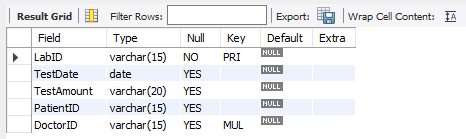 Result Grid Filter Rows: Export: Wrap Cell Content: IA
Field Type Null Key Default Extra
LabID varchar(15) NO PRI NULL
TestDate date YES NULL
TestAmount varchar(20) YES NULL
PatientID varchar(15) YES NULL
DoctorID varchar(15) YES MUL NULL